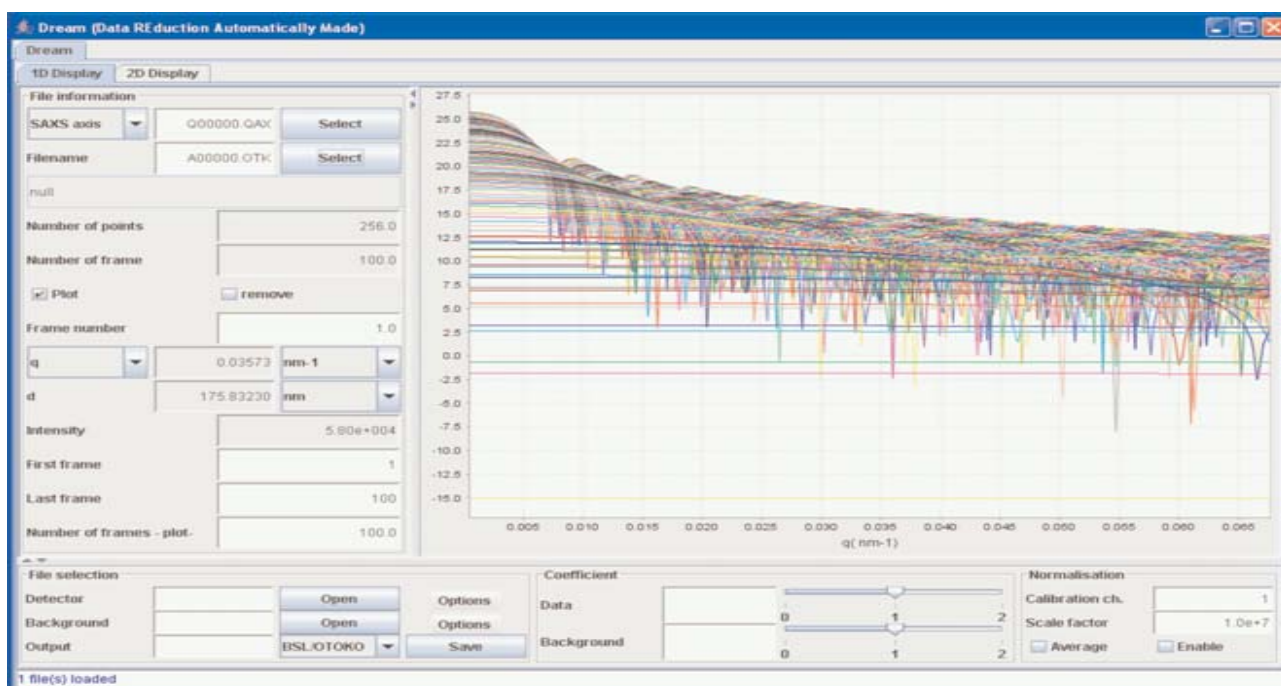 Dream (Data REduction Automatically Made)
Dream
1D Display 2D Display
File information
SAXS axis Q00000.QAX Select
Filename A00000.OTK Select
null
Number of points 256.0
Number of frame 100.0
Plot remove
Frame number 1.0
q 0.03573 nm-1
d 175.83230 nm
Intensity 5.80e+004
First frame 1
Last frame 100
Number of frames - plot- 100.0
27.5
25.0
22.5
20.0
17.5
15.0
12.5
10.0
7.5
5.0
2.5
0.0
-2.5
-5.0
-7.5
-10.0
-12.5
-15.0
0.005 0.010 0.015 0.020 0.025 0.030 0.035 0.040 0.045 0.050 0.055 0.060 0.065
q( nm-1)
File selection
Detector Open Options
Background Open Options
Output BSL/OTOKO Save
Coefficient
Data
0 1 2
Background
0 1 2
Normalisation
Calibration ch. 1
Scale factor 1.0e+7
Average Enable
1 file(s) loaded